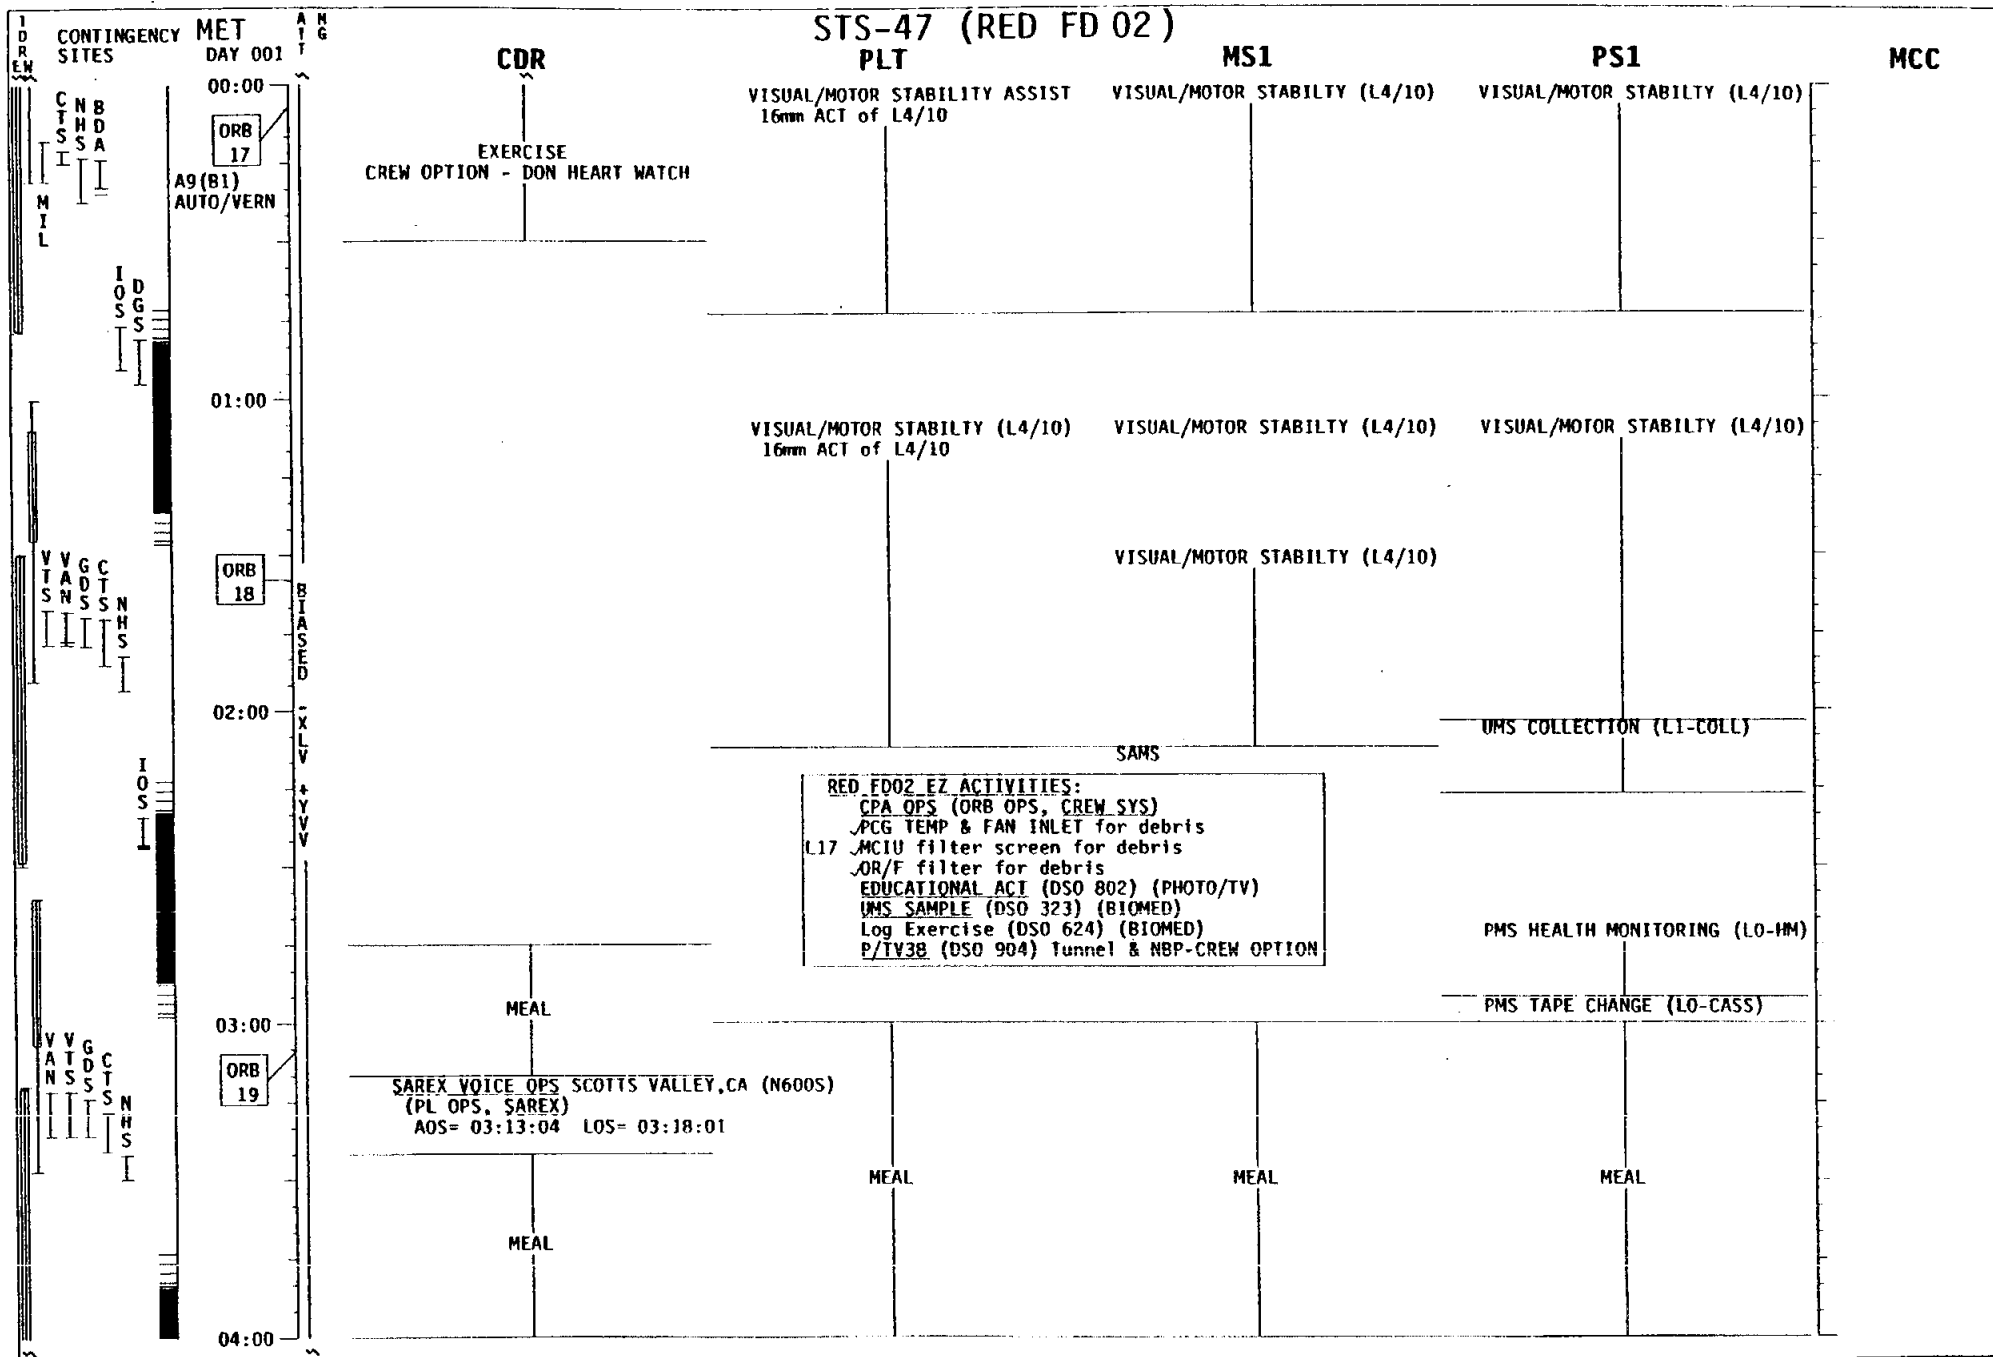 STS-47 (RED FD 02)
TDR
E W
CONTINGENCY
SITES
MET
DAY 001
ATT
NG
CDR
PLT
MS1
PS1
MCC
00:00
CTS
NHS
BDA
MIL
ORB
17
A9(B1)
AUTO/VERN
EXERCISE
CREW OPTION - DON HEART WATCH
VISUAL/MOTOR STABILITY ASSIST
16mm ACT of L4/10
VISUAL/MOTOR STABILTY (L4/10)
VISUAL/MOTOR STABILTY (L4/10)
IOS
DGS
01:00
VISUAL/MOTOR STABILTY (L4/10)
16mm ACT of L4/10
VISUAL/MOTOR STABILTY (L4/10)
VISUAL/MOTOR STABILTY (L4/10)
VISUAL/MOTOR STABILTY (L4/10)
VTS
VAN
GDS
CTS
NHS
ORB
18
BIASED -XLV +YVV
02:00
UMS COLLECTION (L1-COLL)
SAMS
IOS
RED FD02 EZ ACTIVITIES:
CPA OPS (ORB OPS, CREW SYS)
✓PCG TEMP & FAN INLET for debris
L17 ✓MCIU filter screen for debris
✓OR/F filter for debris
EDUCATIONAL ACT (DSO 802) (PHOTO/TV)
UMS SAMPLE (DSO 323) (BIOMED)
Log Exercise (DSO 624) (BIOMED)
P/TV38 (DSO 904) Tunnel & NBP-CREW OPTION
PMS HEALTH MONITORING (L0-HM)
PMS TAPE CHANGE (L0-CASS)
MEAL
03:00
VAN
VTS
GDS
CTS
NHS
ORB
19
SAREX VOICE OPS SCOTTS VALLEY,CA (N600S)
(PL OPS, SAREX)
AOS= 03:13:04 LOS= 03:18:01
MEAL
MEAL
MEAL
MEAL
04:00